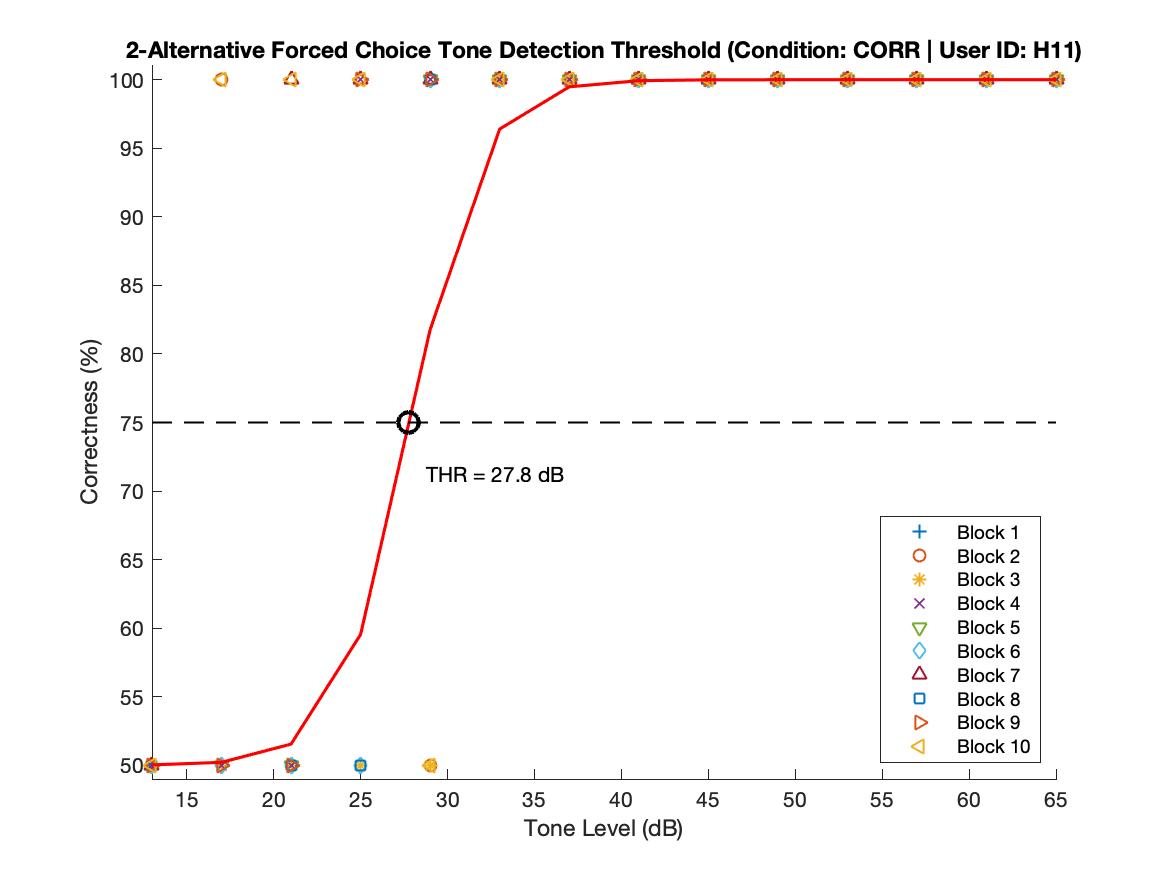 2-Alternative Forced Choice Tone Detection Threshold (Condition: CORR | User ID: H11)
100
95
90
85
80
75
70
65
60
55
50
Correctness (%)
THR = 27.8 dB
Block 1
Block 2
Block 3
Block 4
Block 5
Block 6
Block 7
Block 8
Block 9
Block 10
15 20 25 30 35 40 45 50 55 60 65
Tone Level (dB)